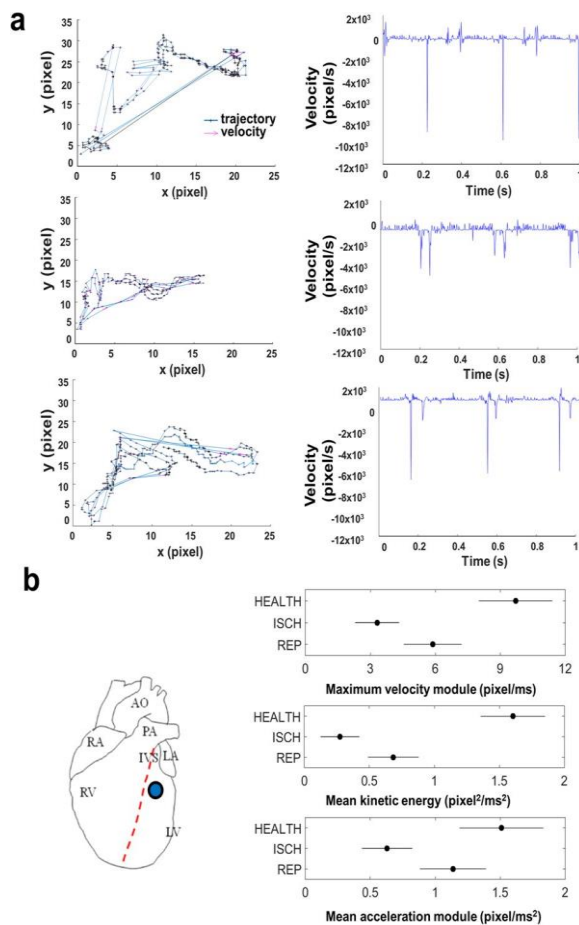 a
35
30
25
20
15
10
5
0
y (pixel)
trajectory
velocity
0 5 10 15 20 25
x (pixel)
2x10³
0
-2x10³
-4x10³
-6x10³
-8x10³
-10x10³
-12x10³
Velocity
(pixel/s)
0 0.2 0.4 0.6 0.8 1
Time (s)
35
30
25
20
15
10
5
0
y (pixel)
0 5 10 15 20 25
x (pixel)
2x10³
0
-2x10³
-4x10³
-6x10³
-8x10³
-10x10³
-12x10³
Velocity
(pixel/s)
0 0.2 0.4 0.6 0.8 1
Time (s)
35
30
25
20
15
10
5
0
y (pixel)
0 5 10 15 20 25
x (pixel)
2x10³
0
-2x10³
-4x10³
-6x10³
-8x10³
-10x10³
-12x10³
Velocity
(pixel/s)
0 0.2 0.4 0.6 0.8 1
Time (s)
b
AO
PA
RA
IVS LA
RV
LV
HEALTH
ISCH
REP
0 3 6 9 12
Maximum velocity module (pixel/ms)
HEALTH
ISCH
REP
0 0.5 1 1.5 2
Mean kinetic energy (pixel²/ms²)
HEALTH
ISCH
REP
0 0.5 1 1.5 2
Mean acceleration module (pixel/ms²)